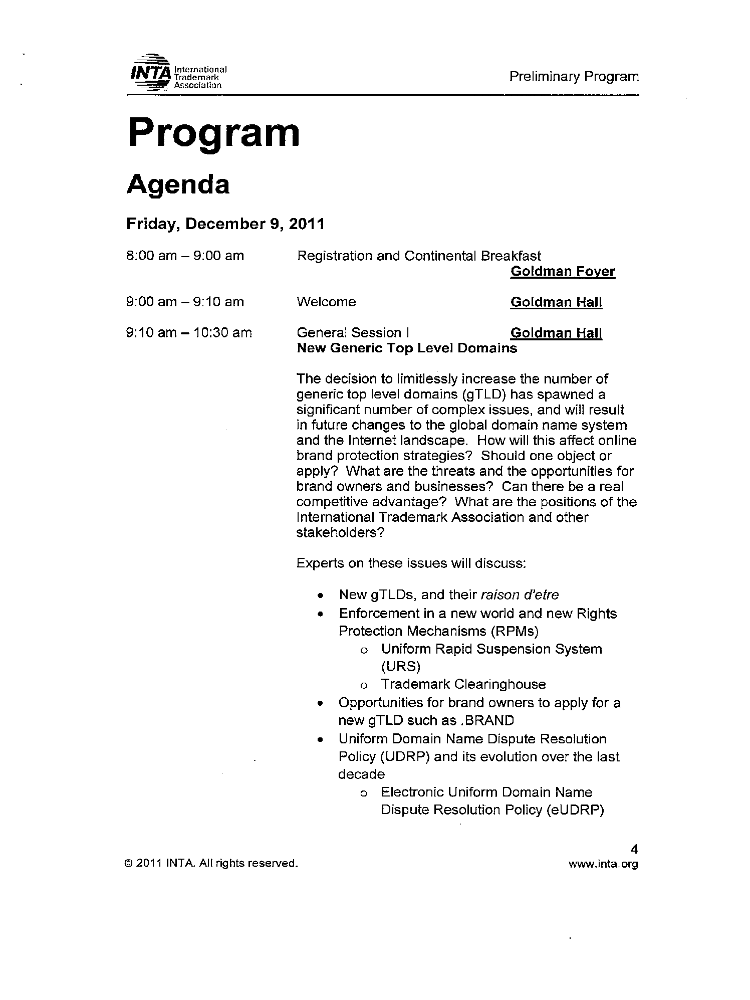 INTA International
Trademark
Association
Preliminary Program
Program
Agenda
Friday, December 9, 2011
8:00 am – 9:00 am Registration and Continental Breakfast
Goldman Foyer
9:00 am – 9:10 am Welcome Goldman Hall
9:10 am – 10:30 am General Session I Goldman Hall
New Generic Top Level Domains
The decision to limitlessly increase the number of
generic top level domains (gTLD) has spawned a
significant number of complex issues, and will result
in future changes to the global domain name system
and the Internet landscape. How will this affect online
brand protection strategies? Should one object or
apply? What are the threats and the opportunities for
brand owners and businesses? Can there be a real
competitive advantage? What are the positions of the
International Trademark Association and other
stakeholders?
Experts on these issues will discuss:
• New gTLDs, and their raison d'etre
• Enforcement in a new world and new Rights
Protection Mechanisms (RPMs)
o Uniform Rapid Suspension System
(URS)
o Trademark Clearinghouse
• Opportunities for brand owners to apply for a
new gTLD such as .BRAND
• Uniform Domain Name Dispute Resolution
Policy (UDRP) and its evolution over the last
decade
o Electronic Uniform Domain Name
Dispute Resolution Policy (eUDRP)
4
© 2011 INTA. All rights reserved. www.inta.org